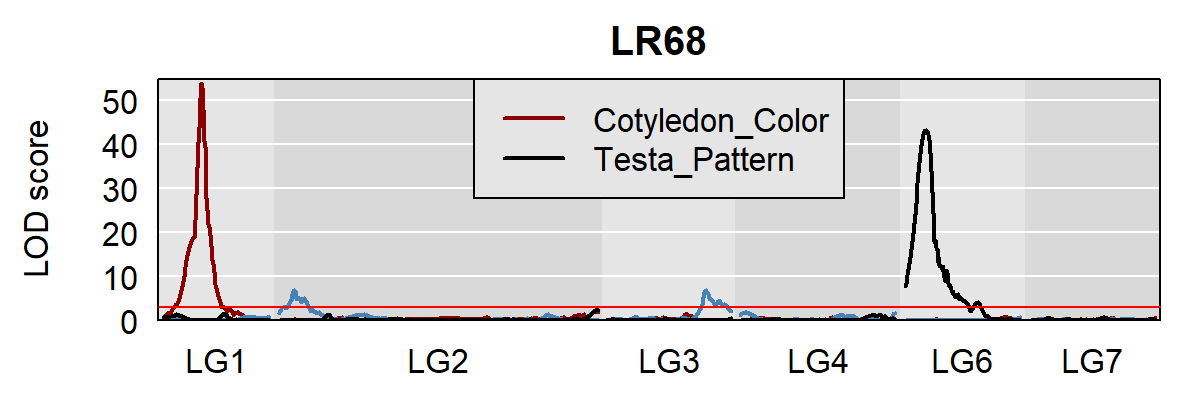 LR68
LOD score
50
40
30
20
10
0
Cotyledon_Color
Testa_Pattern
LG1 LG2 LG3 LG4 LG6 LG7